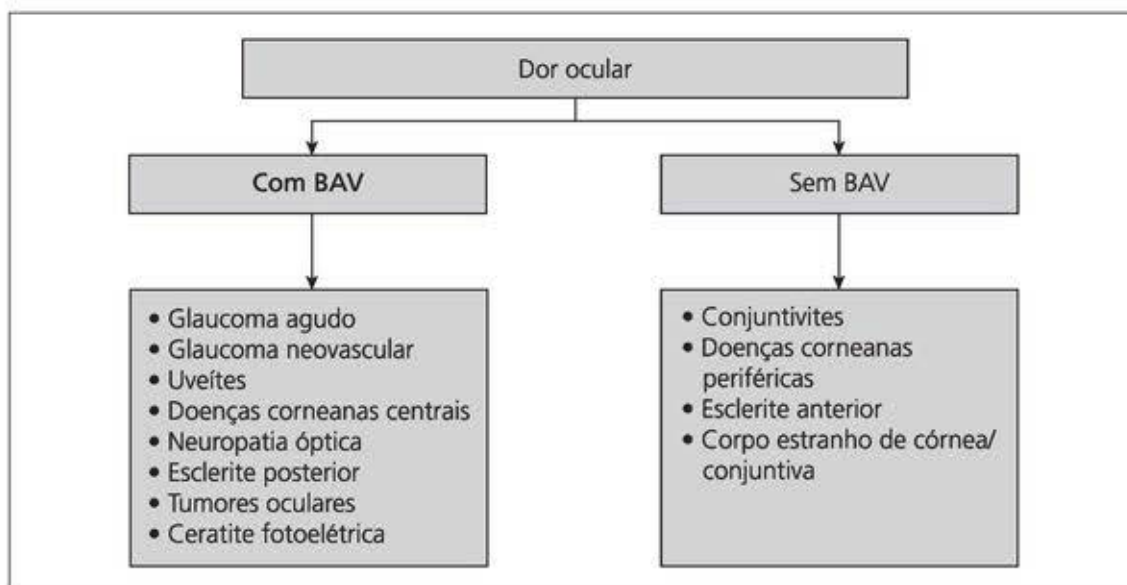 Dor ocular
Com BAV
Sem BAV
• Glaucoma agudo
• Glaucoma neovascular
• Uveítes
• Doenças corneanas centrais
• Neuropatia óptica
• Esclerite posterior
• Tumores oculares
• Ceratite fotoelétrica
• Conjuntivites
• Doenças corneanas
periféricas
• Esclerite anterior
• Corpo estranho de córnea/
conjuntiva